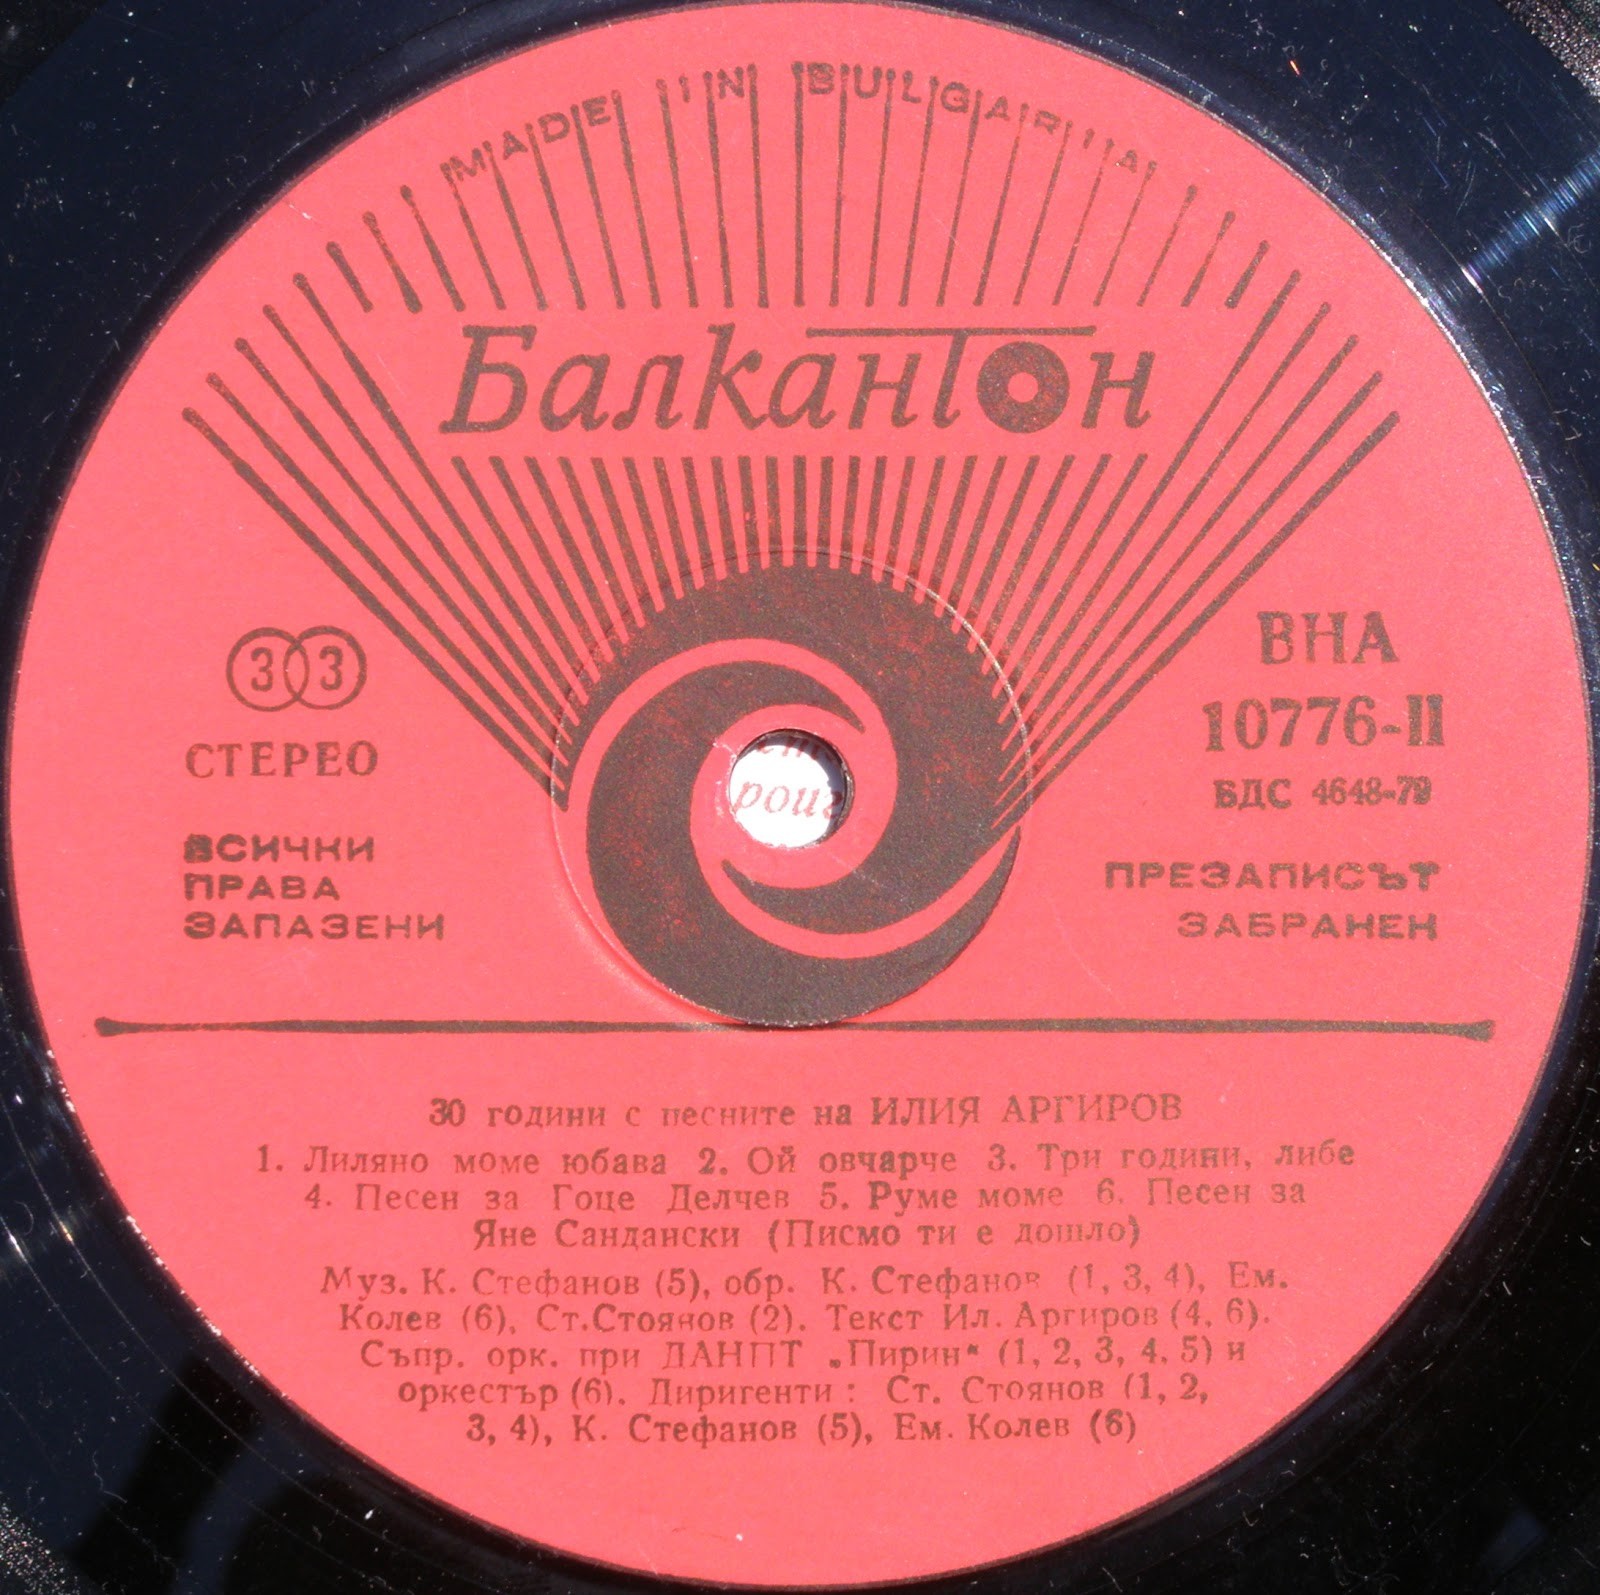 MADE IN BULGARIA
Балкантон
33
СТЕРЕО
ВСИЧКИ
ПРАВА
ЗАПАЗЕНИ
ВНА
10776-II
БДС 4648-79
ПРЕЗАПИСЪТ
ЗАБРАНЕН
30 години с песните на ИЛИЯ АРГИРОВ
1. Лиляно моме юбава 2. Ой овчарче 3. Три години, либе
4. Песен за Гоце Делчев 5. Руме моме 6. Песен за
Яне Сандански (Писмо ти е дошло)
Муз. К. Стефанов (5), обр. К. Стефанов (1, 3, 4), Ем.
Колев (6), Ст.Стоянов (2). Текст Ил. Аргиров (4, 6).
Съпр. орк. при ДАНПТ „Пирин“ (1, 2, 3, 4, 5) и
оркестър (6). Диригенти : Ст. Стоянов (1, 2,
3, 4), К. Стефанов (5), Ем. Колев (6)